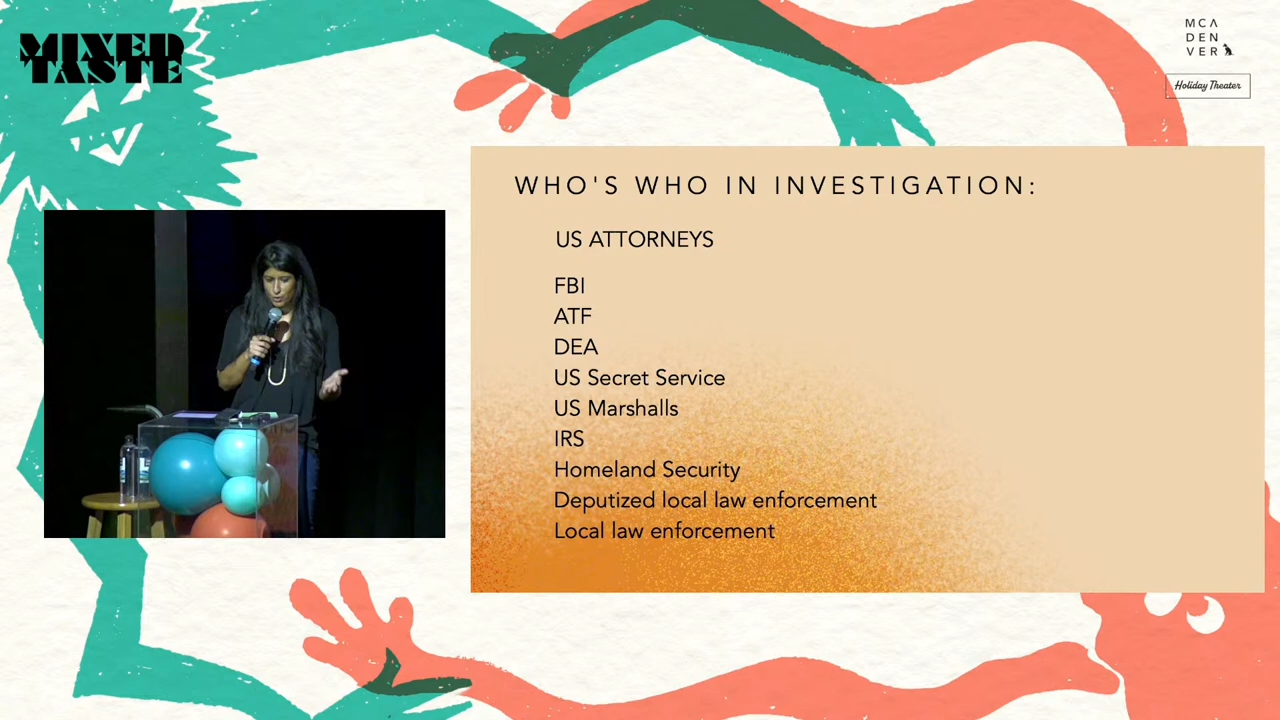 MIXED
TASTE
MCA
DEN
VER
Holiday Theater
WHO'S WHO IN INVESTIGATION:
US ATTORNEYS
FBI
ATF
DEA
US Secret Service
US Marshalls
IRS
Homeland Security
Deputized local law enforcement
Local law enforcement